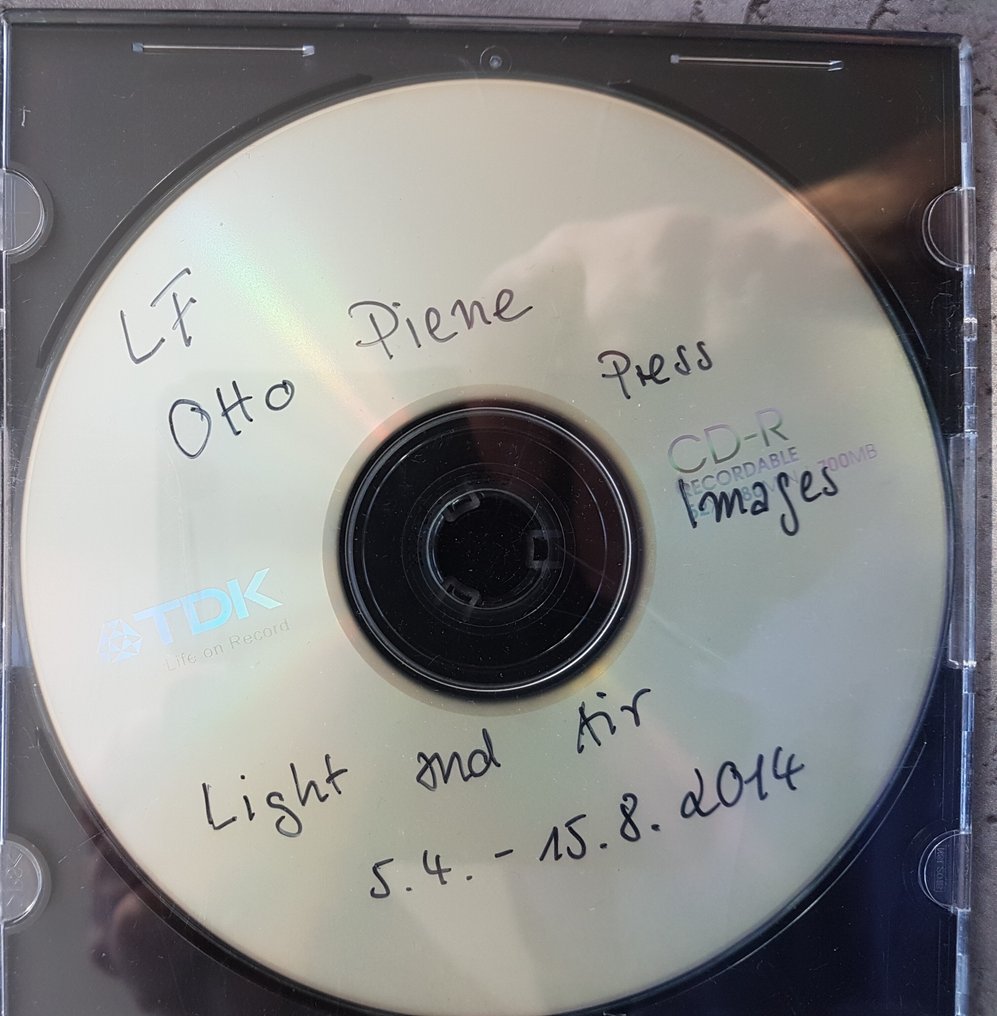 LF
Otto Piene
Press
Images
CD-R
RECORDABLE
700MB
TDK
Life on Record
Light and Air
5.4. - 15.8. 2014